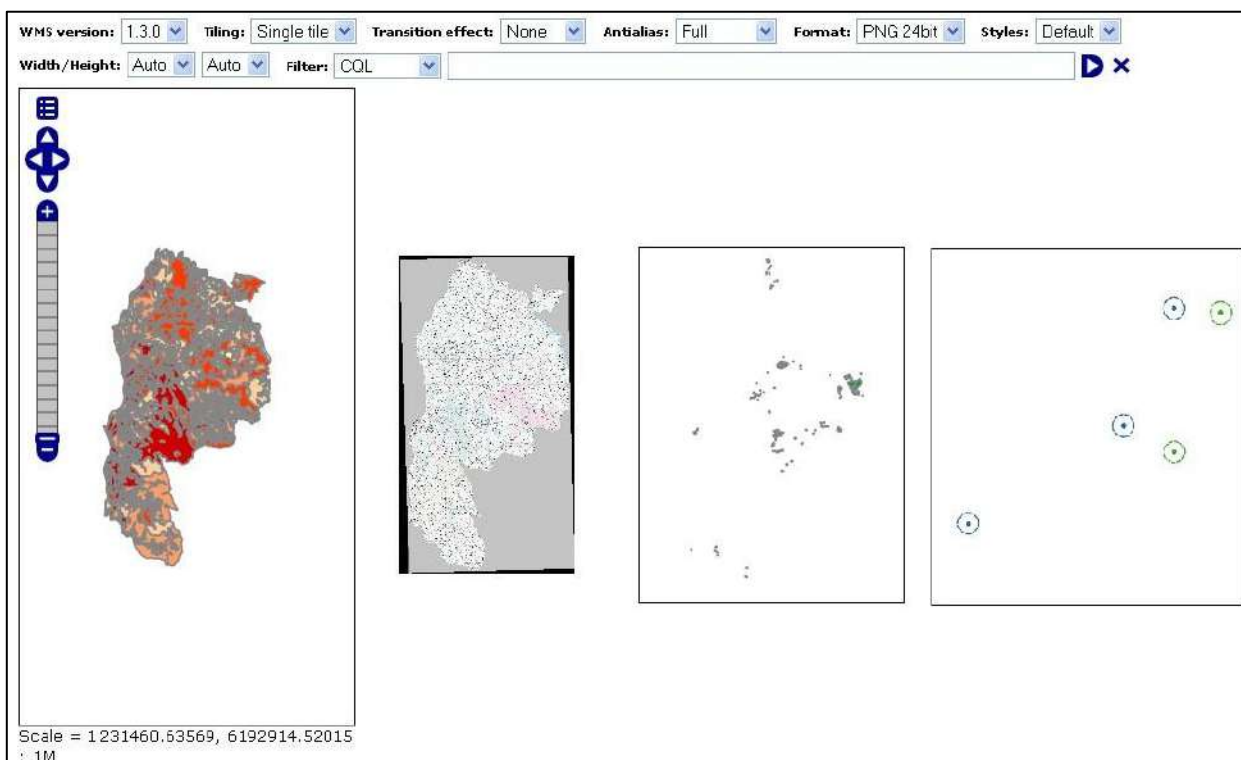 WMS version: 1.3.0 Tiling: Single tile Transition effect: None Antialias: Full Format: PNG 24bit Styles: Default
Width/Height: Auto Auto Filter: CQL
Scale = 1231460.53569, 6192914.52015
: 1M